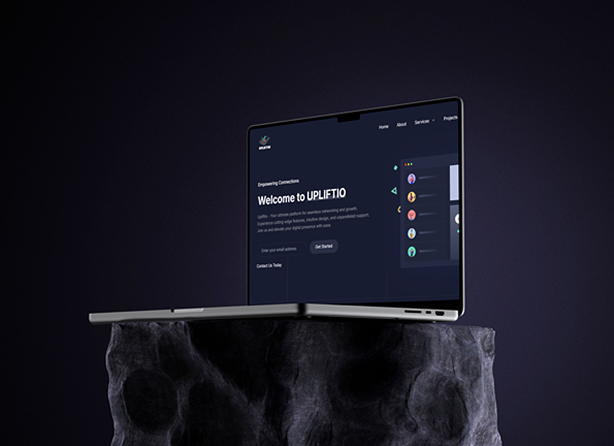 UPLIFTIO
Home About Services Projects
Empowering Connections
Welcome to UPLIFTIO
Upliftio - Your ultimate platform for seamless networking and growth.
Experience cutting-edge features, intuitive design, and unparalleled support.
Join us and elevate your digital presence with ease.
Enter your email address Get Started
Contact Us Today